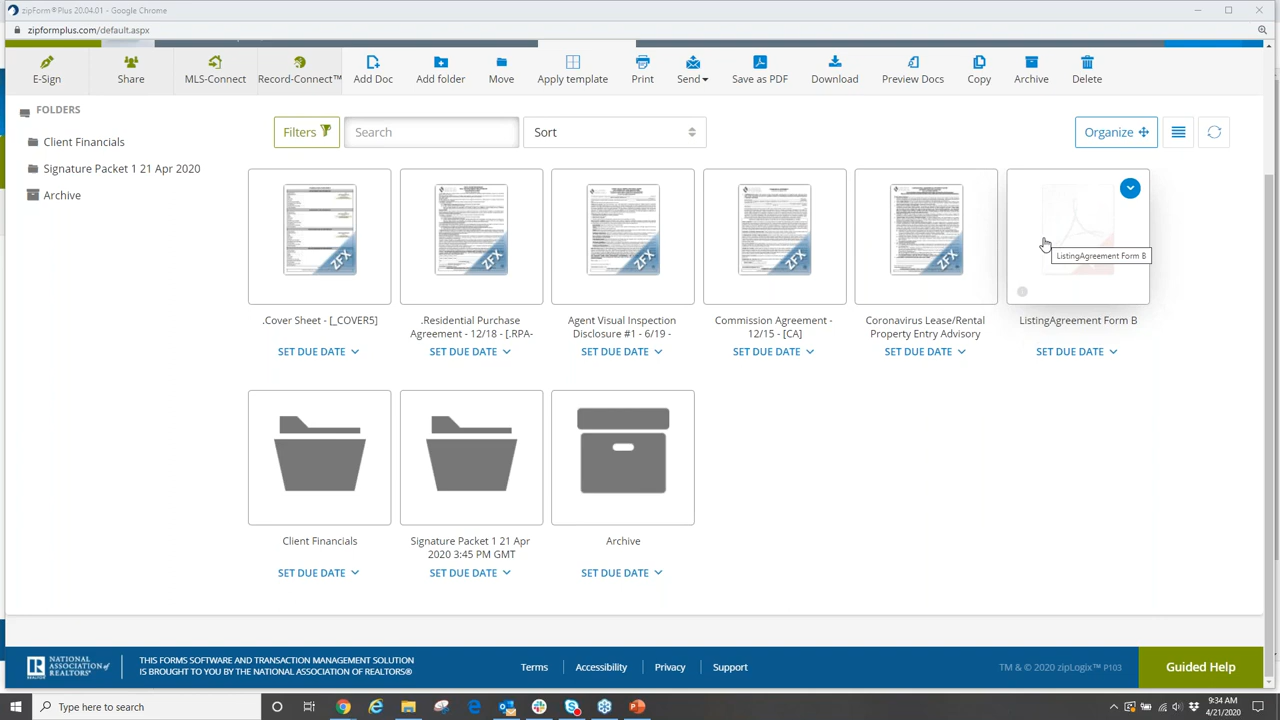 zipForm®Plus 20.04.01 - Google Chrome
zipformplus.com/default.aspx
E-Sign
Share
MLS-Connect
Record-Connect™
Add Doc
Add folder
Move
Apply template
Print
Send
Save as PDF
Download
Preview Docs
Copy
Archive
Delete
FOLDERS
Client Financials
Signature Packet 1 21 Apr 2020
Archive
Filters
Search
Sort
Organize
ZFX
ZFX
ZFX
ZFX
ZFX
ListingAgreement Form B
.Cover Sheet - [_COVER5]
.Residential Purchase
Agreement - 12/18 - [.RPA-
Agent Visual Inspection
Disclosure #1 - 6/19 -
Commission Agreement -
12/15 - [CA]
Coronavirus Lease/Rental
Property Entry Advisory
ListingAgreement Form B
SET DUE DATE
SET DUE DATE
SET DUE DATE
SET DUE DATE
SET DUE DATE
SET DUE DATE
Client Financials
Signature Packet 1 21 Apr
2020 3:45 PM GMT
Archive
SET DUE DATE
SET DUE DATE
SET DUE DATE
NATIONAL
ASSOCIATION of
REALTORS®
THIS FORMS SOFTWARE AND TRANSACTION MANAGEMENT SOLUTION
IS BROUGHT TO YOU BY THE NATIONAL ASSOCIATION OF REALTORS®
Terms
Accessibility
Privacy
Support
TM & © 2020 zipLogix™ P103
Guided Help
Type here to search
9:34 AM
4/21/2020